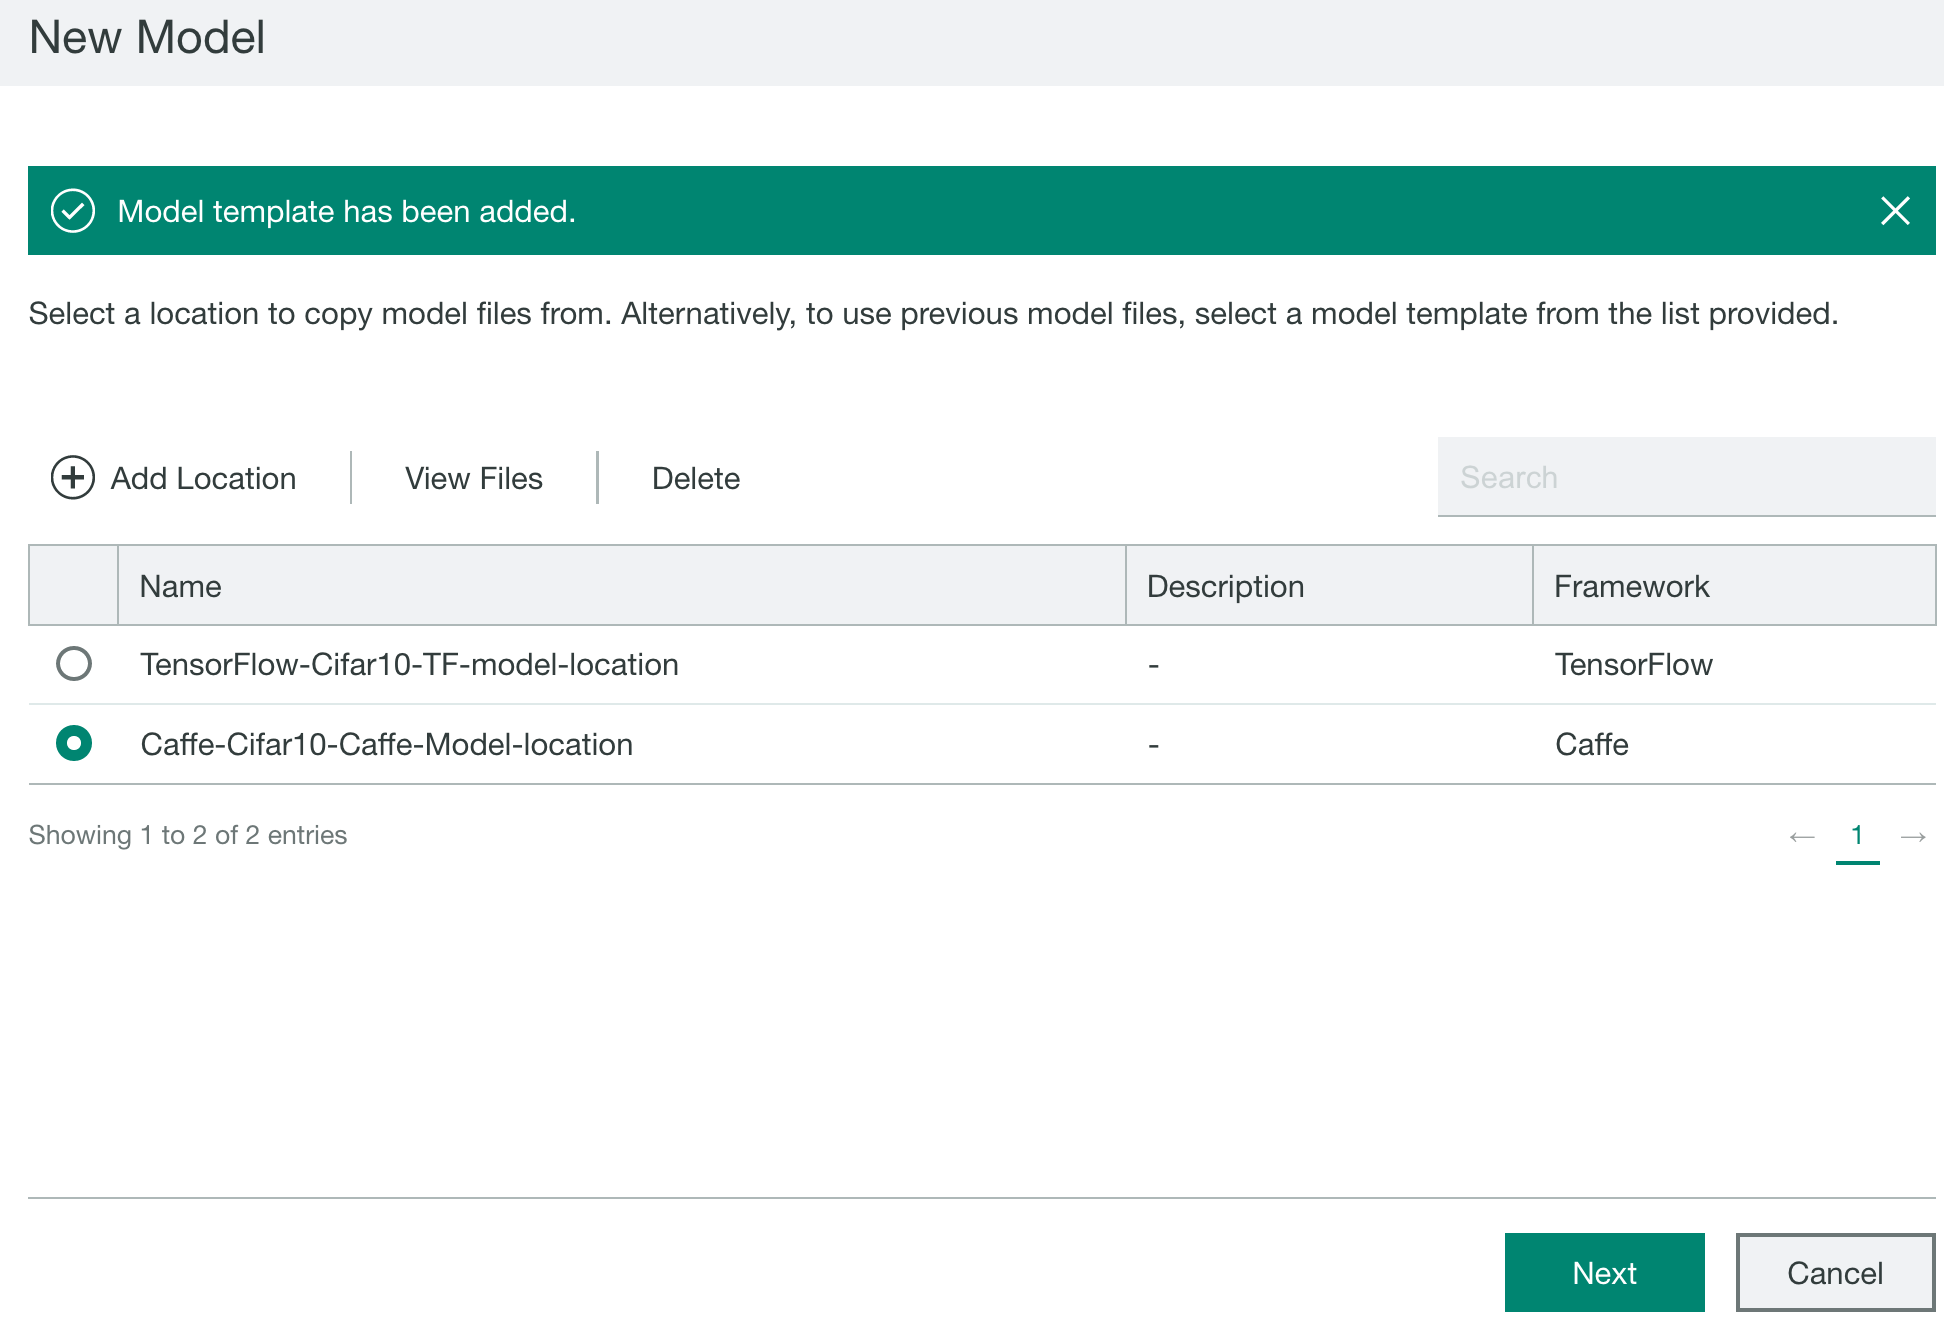 New Model
Model template has been added.
Select a location to copy model files from. Alternatively, to use previous model files, select a model template from the list provided.
Add Location View Files Delete Search
Name Description Framework
TensorFlow-Cifar10-TF-model-location - TensorFlow
Caffe-Cifar10-Caffe-Model-location - Caffe
Showing 1 to 2 of 2 entries ← 1 →
Next Cancel